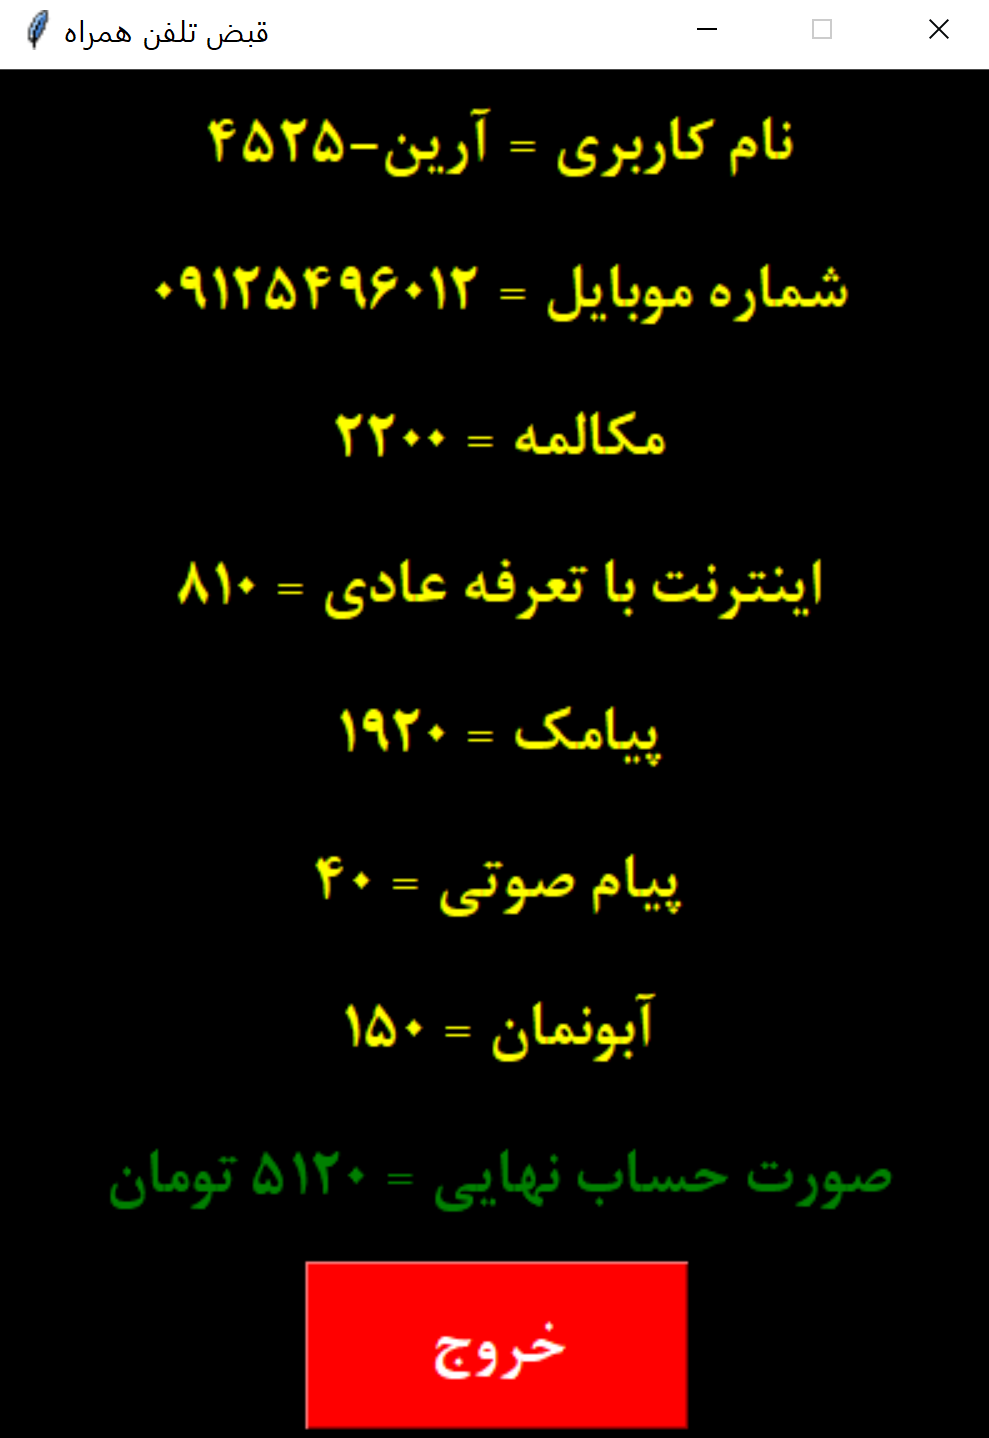 قبض تلفن همراه
نام کاربری = آرین-۴۵۲۵
شماره موبایل = ۰۹۱۲۵۴۹۶۰۱۲
مکالمه = ۲۲۰۰
اینترنت با تعرفه عادی = ۸۱۰
پیامک = ۱۹۲۰
پیام صوتی = ۴۰
آبونمان = ۱۵۰
صورت حساب نهایی = ۵۱۲۰ تومان
خروج